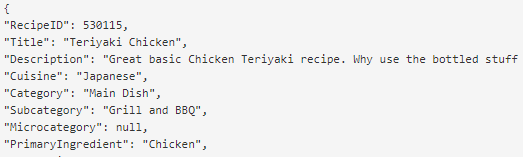 {
"RecipeID": 530115,
"Title": "Teriyaki Chicken",
"Description": "Great basic Chicken Teriyaki recipe. Why use the bottled stuff
"Cuisine": "Japanese",
"Category": "Main Dish",
"Subcategory": "Grill and BBQ",
"Microcategory": null,
"PrimaryIngredient": "Chicken",